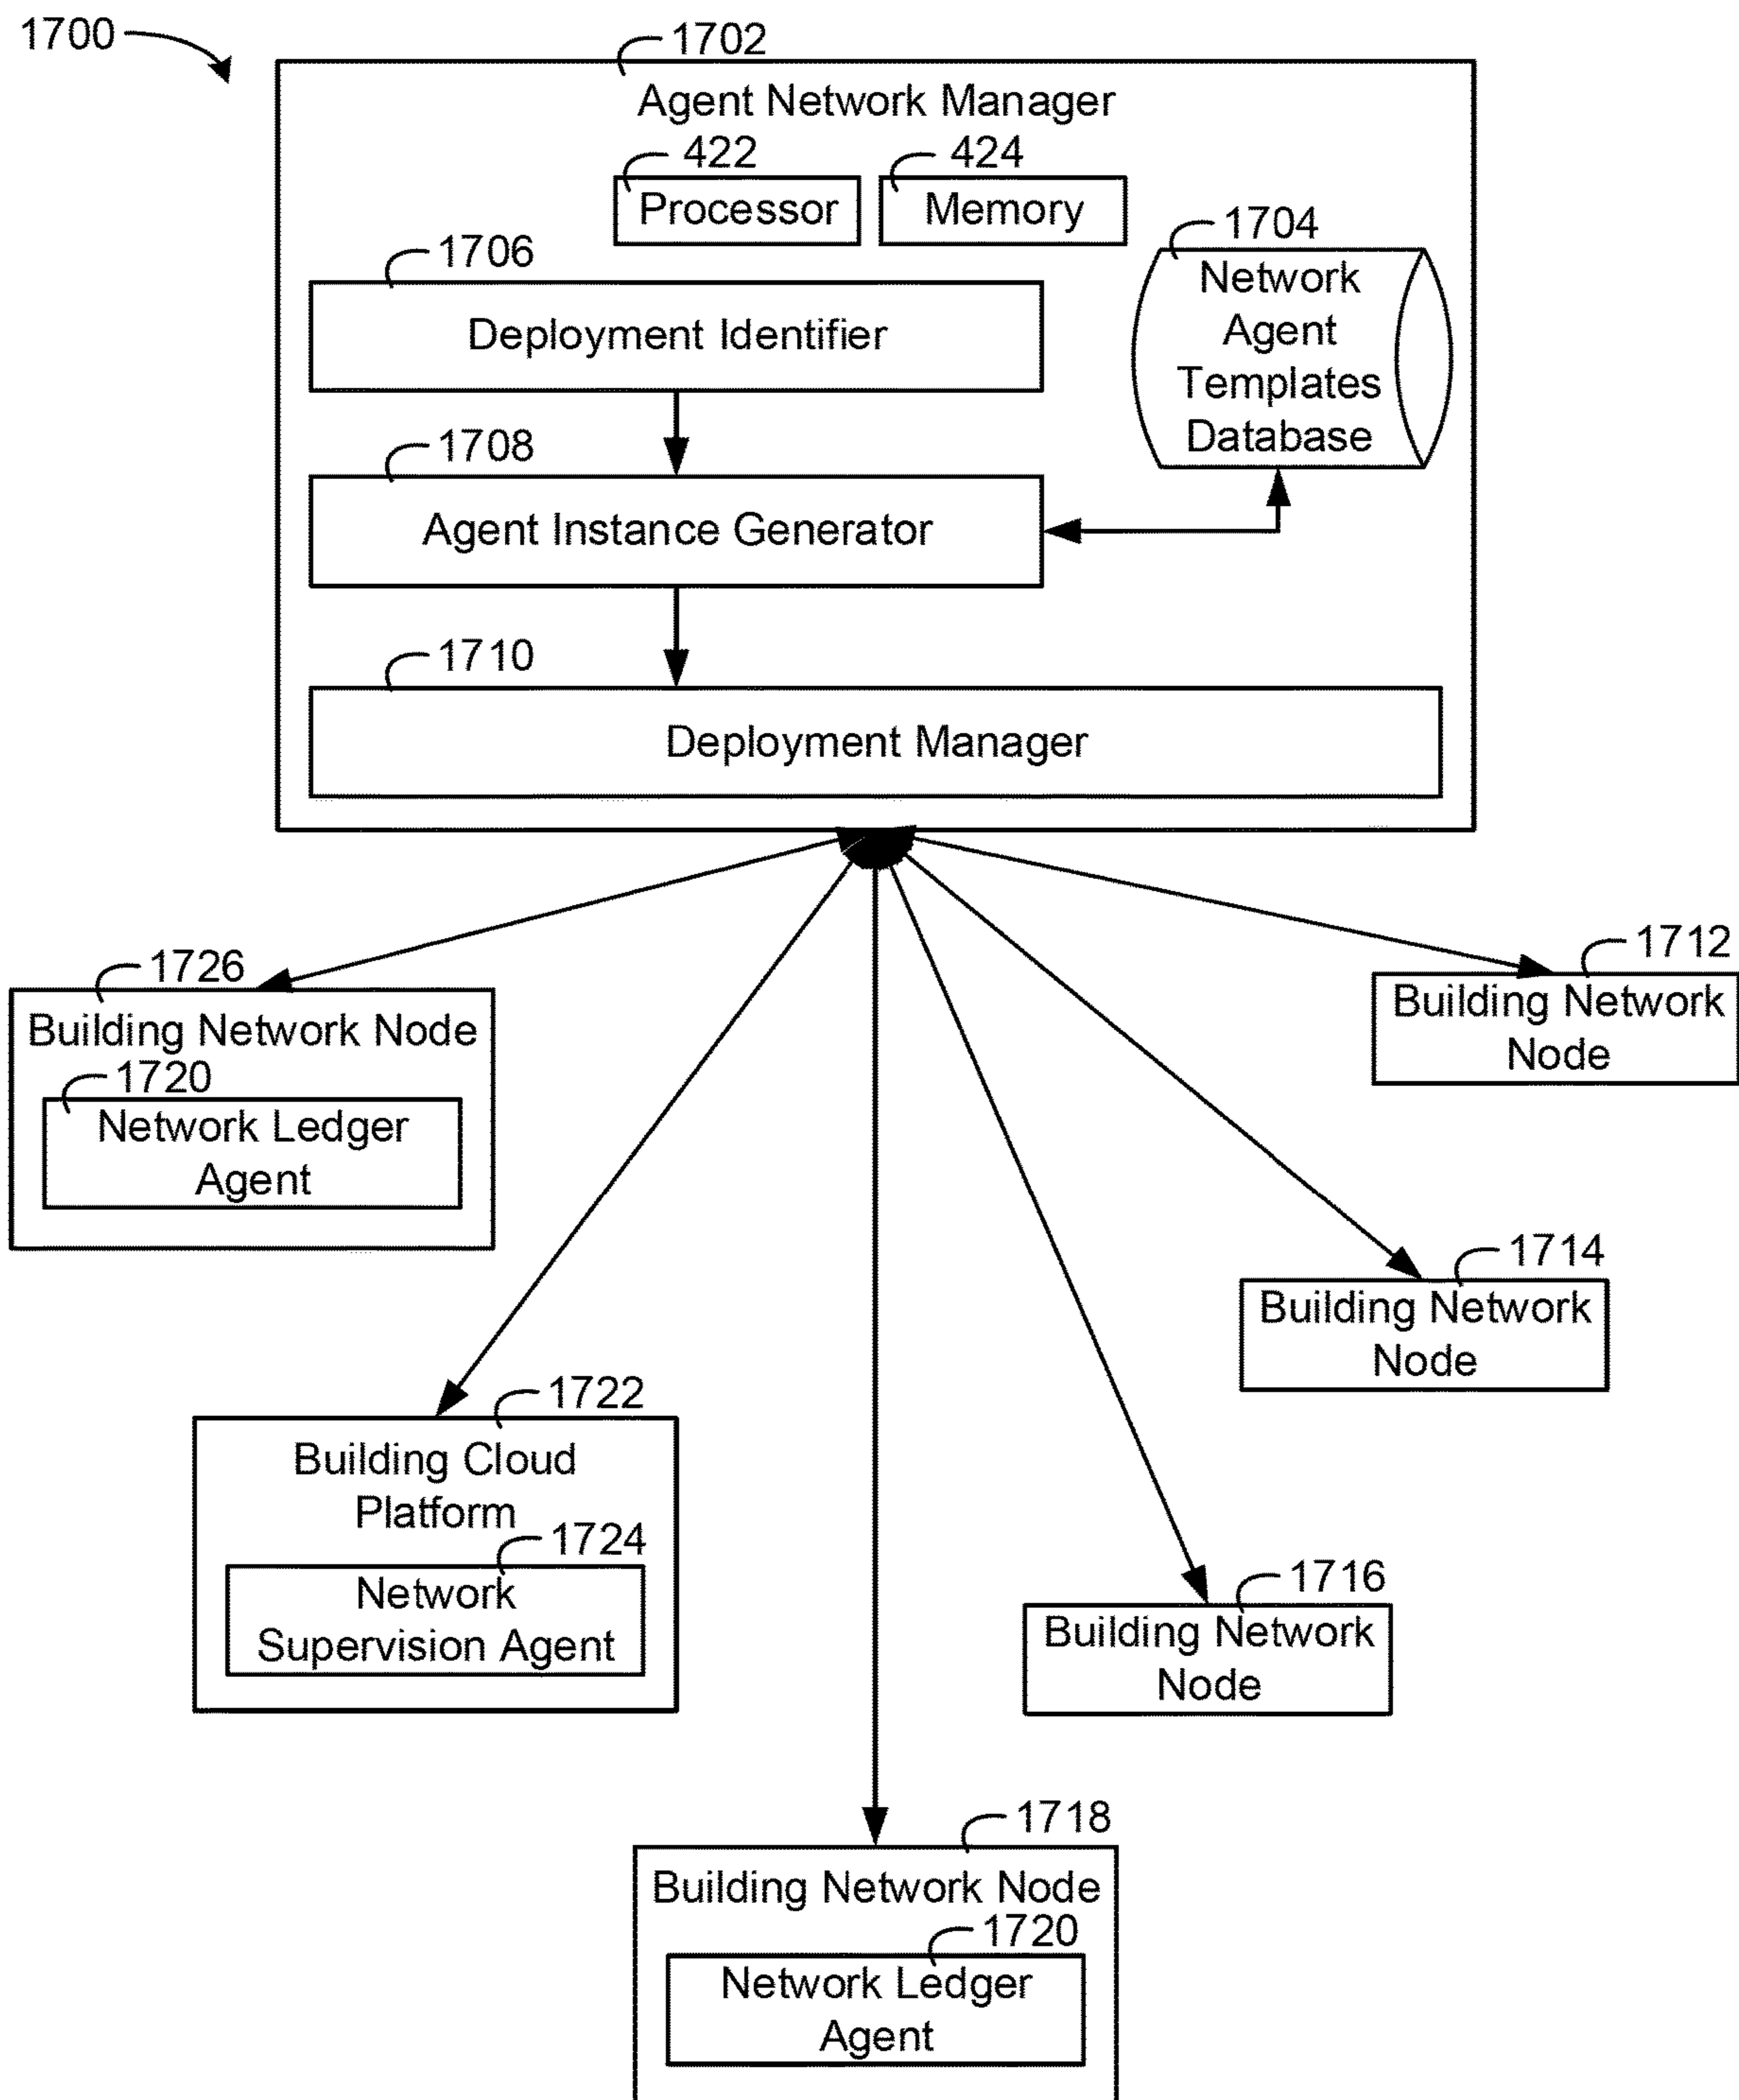 1700
1702
Agent Network Manager
422
424
Processor
Memory
1704
Network
Agent
Templates
Database
1706
Deployment Identifier
1708
Agent Instance Generator
1710
Deployment Manager
1726
Building Network Node
1720
Network Ledger
Agent
1712
Building Network
Node
1714
Building Network
Node
1722
Building Cloud
Platform
1724
Network
Supervision Agent
1716
Building Network
Node
1718
Building Network Node
1720
Network Ledger
Agent